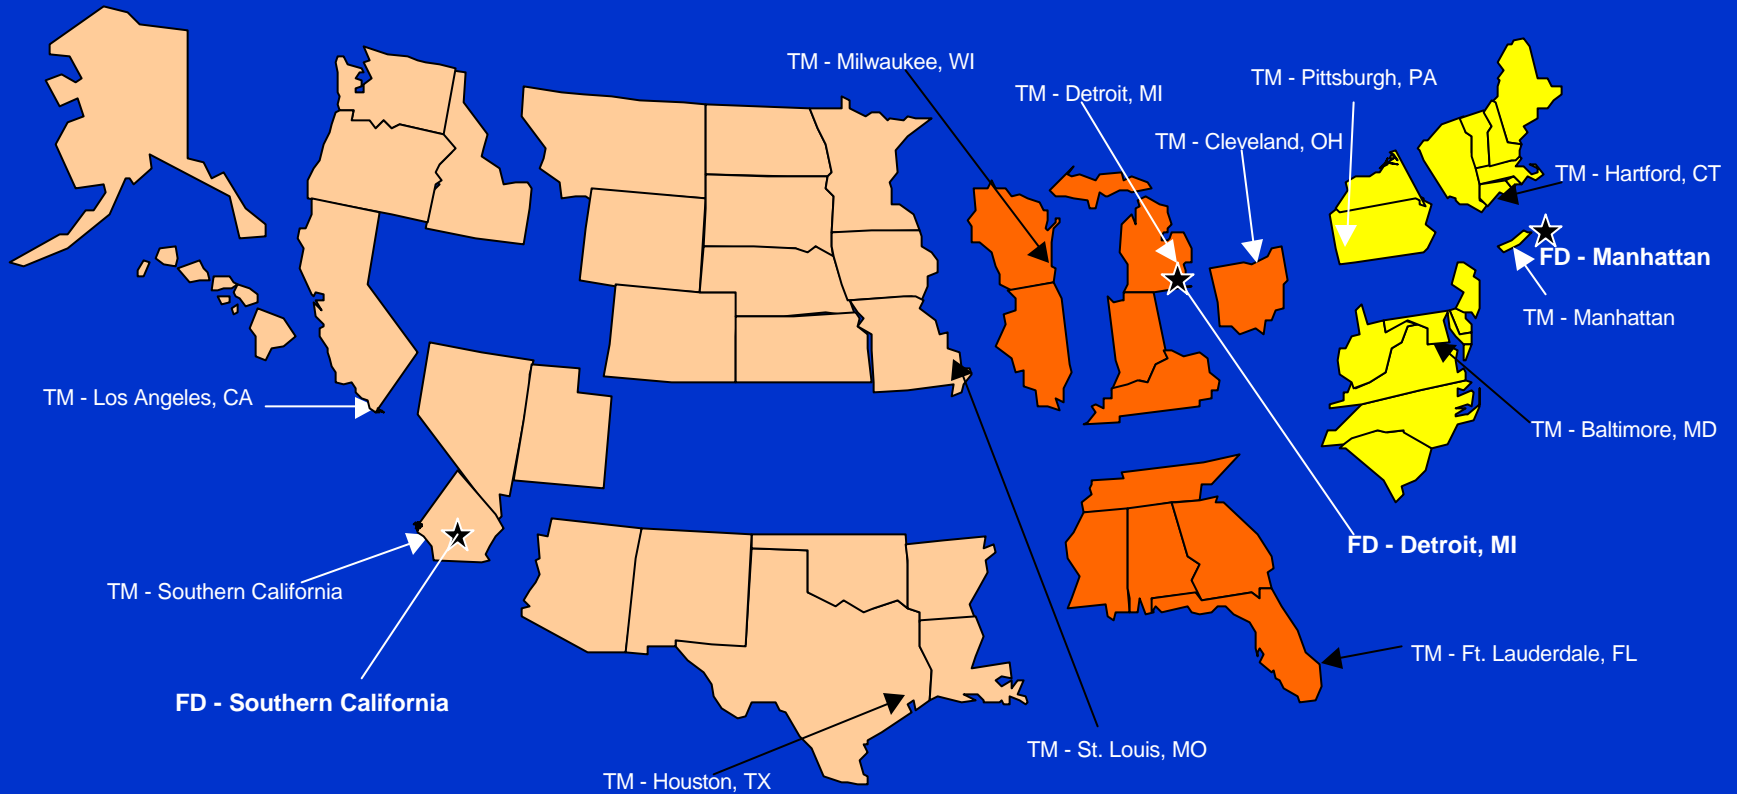 TM - Milwaukee, WI
TM - Detroit, MI
TM - Pittsburgh, PA
TM - Cleveland, OH
TM - Hartford, CT
FD - Manhattan
TM - Manhattan
TM - Los Angeles, CA
TM - Baltimore, MD
FD - Detroit, MI
TM - Southern California
TM - Ft. Lauderdale, FL
FD - Southern California
TM - St. Louis, MO
TM - Houston, TX